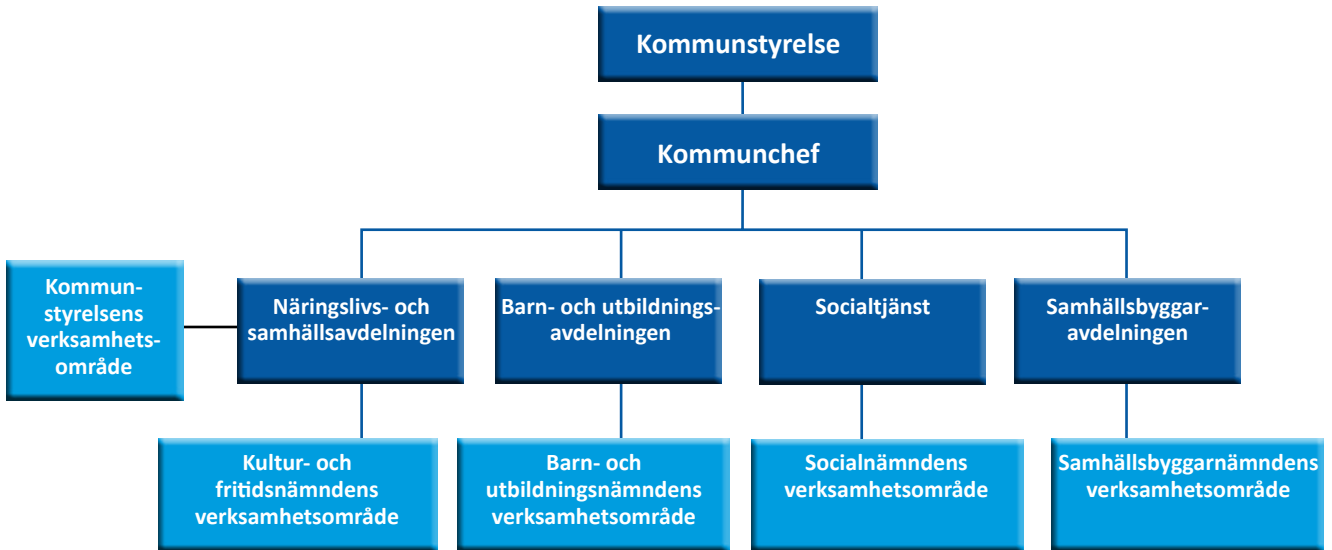 Kommunstyrelse
Kommunchef
Kommun-
styrelsens
verksamhets-
område
Näringslivs- och
samhällsavdelningen
Barn- och utbildnings-
avdelningen
Socialtjänst
Samhällsbyggar-
avdelningen
Kultur- och
fritidsnämndens
verksamhetsområde
Barn- och
utbildningsnämndens
verksamhetsområde
Socialnämndens
verksamhetsområde
Samhällsbyggarnämndens
verksamhetsområde